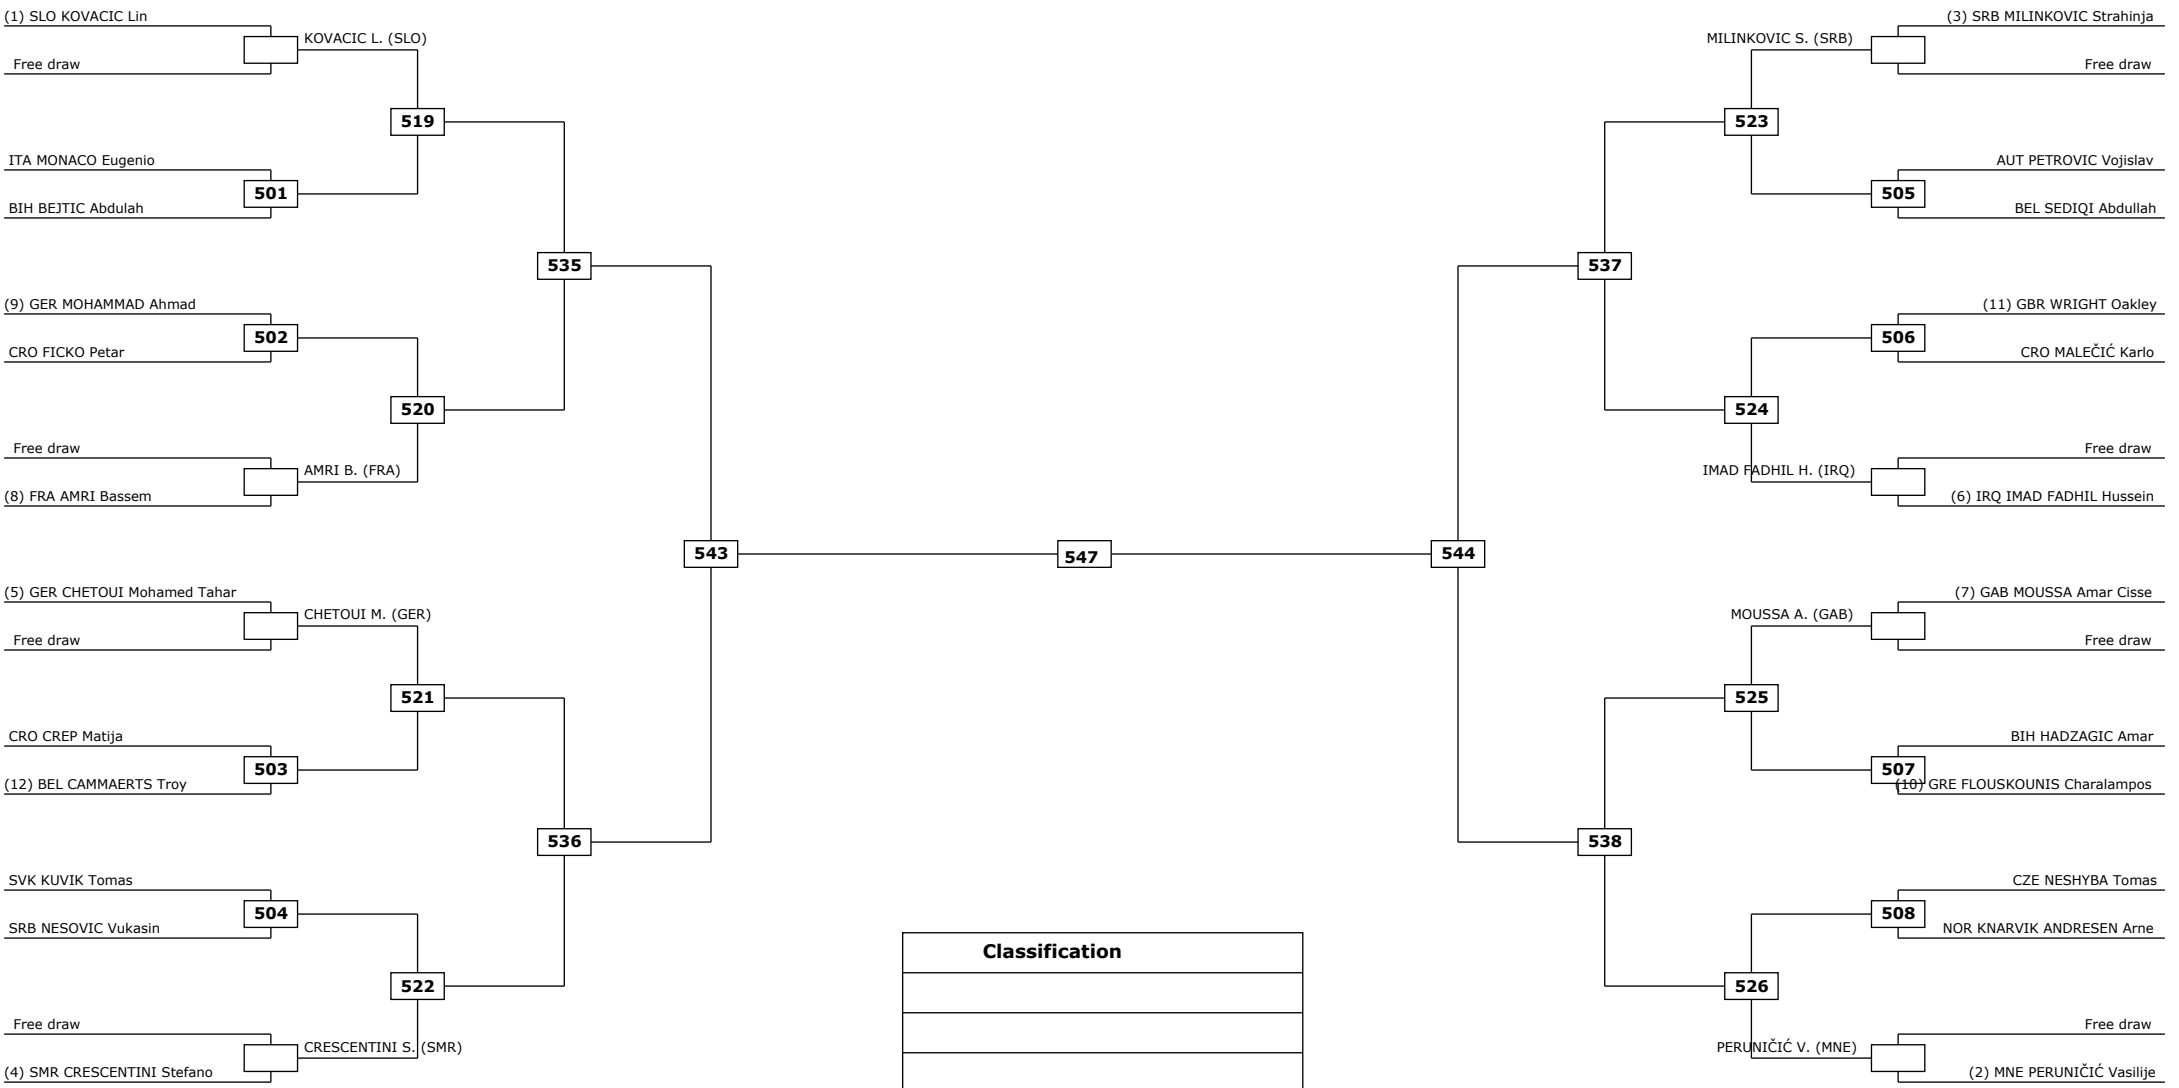 (1) SLO KOVACIC Lin
KOVACIC L. (SLO)
Free draw
519
ITA MONACO Eugenio
501
BIH BEJTIC Abdulah
535
(9) GER MOHAMMAD Ahmad
502
CRO FICKO Petar
520
Free draw
AMRI B. (FRA)
(8) FRA AMRI Bassem
543
(5) GER CHETOUI Mohamed Tahar
CHETOUI M. (GER)
Free draw
521
CRO CREP Matija
503
(12) BEL CAMMAERTS Troy
536
SVK KUVIK Tomas
504
SRB NESOVIC Vukasin
522
Free draw
CRESCENTINI S. (SMR)
(4) SMR CRESCENTINI Stefano
547
Classification
(3) SRB MILINKOVIC Strahinja
MILINKOVIC S. (SRB)
Free draw
523
AUT PETROVIC Vojislav
505
BEL SEDIQI Abdullah
537
(11) GBR WRIGHT Oakley
506
CRO MALEČIĆ Karlo
524
Free draw
IMAD FADHIL H. (IRQ)
(6) IRQ IMAD FADHIL Hussein
544
(7) GAB MOUSSA Amar Cisse
MOUSSA A. (GAB)
Free draw
525
BIH HADZAGIC Amar
507
(10) GRE FLOUSKOUNIS Charalampos
538
CZE NESHYBA Tomas
508
NOR KNARVIK ANDRESEN Arne
526
Free draw
PERUNIČIĆ V. (MNE)
(2) MNE PERUNIČIĆ Vasilije